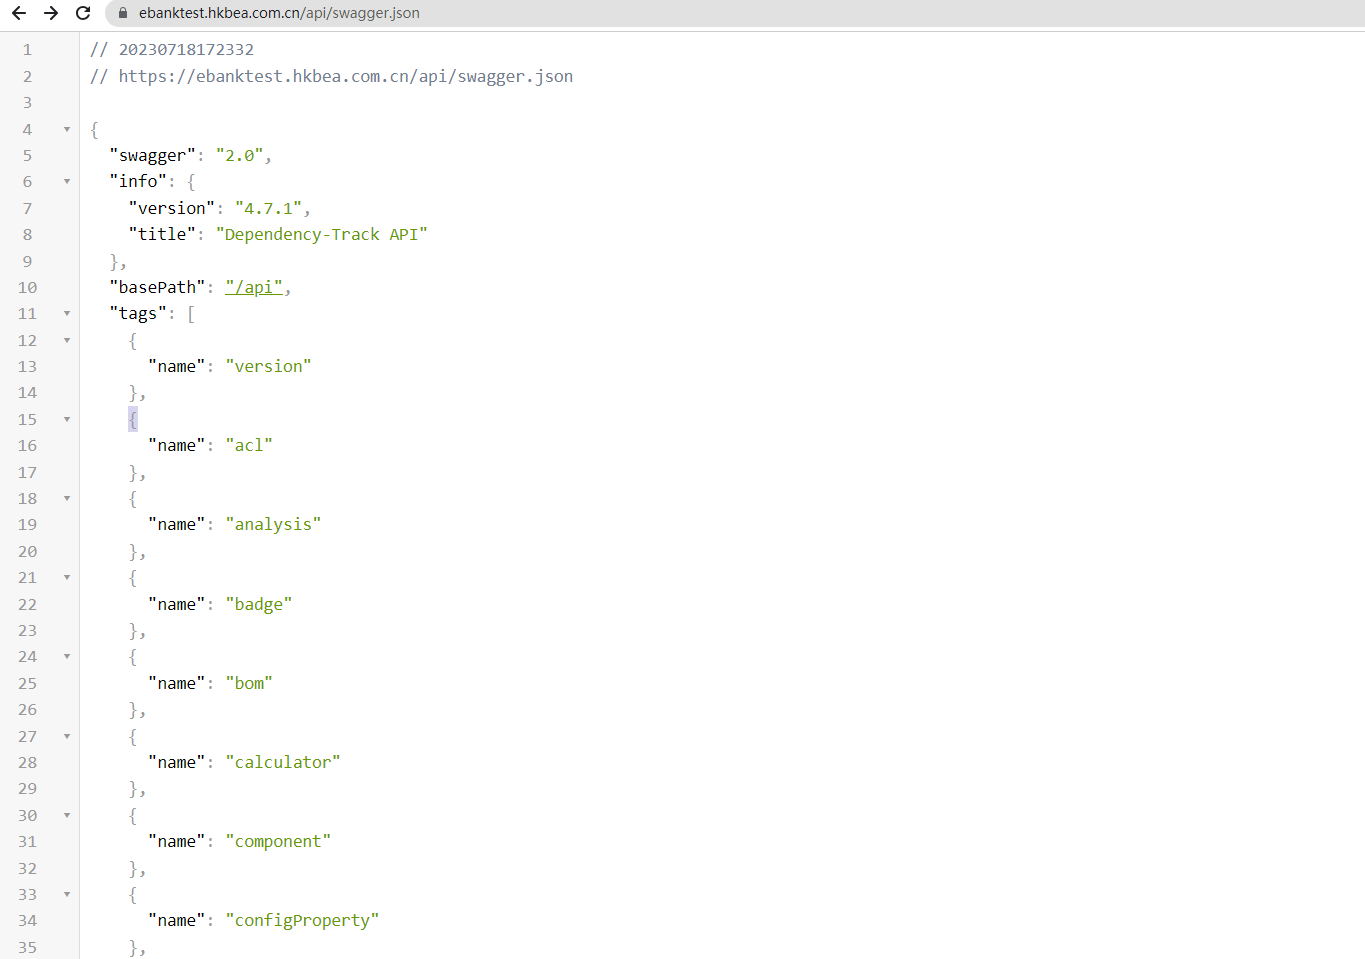 ebanktest.hkbea.com.cn/api/swagger.json
1 // 20230718172332
2 // https://ebanktest.hkbea.com.cn/api/swagger.json
3
4 {
5 "swagger": "2.0",
6 "info": {
7 "version": "4.7.1",
8 "title": "Dependency-Track API"
9 },
10 "basePath": "/api",
11 "tags": [
12 {
13 "name": "version"
14 },
15 {
16 "name": "acl"
17 },
18 {
19 "name": "analysis"
20 },
21 {
22 "name": "badge"
23 },
24 {
25 "name": "bom"
26 },
27 {
28 "name": "calculator"
29 },
30 {
31 "name": "component"
32 },
33 {
34 "name": "configProperty"
35 },